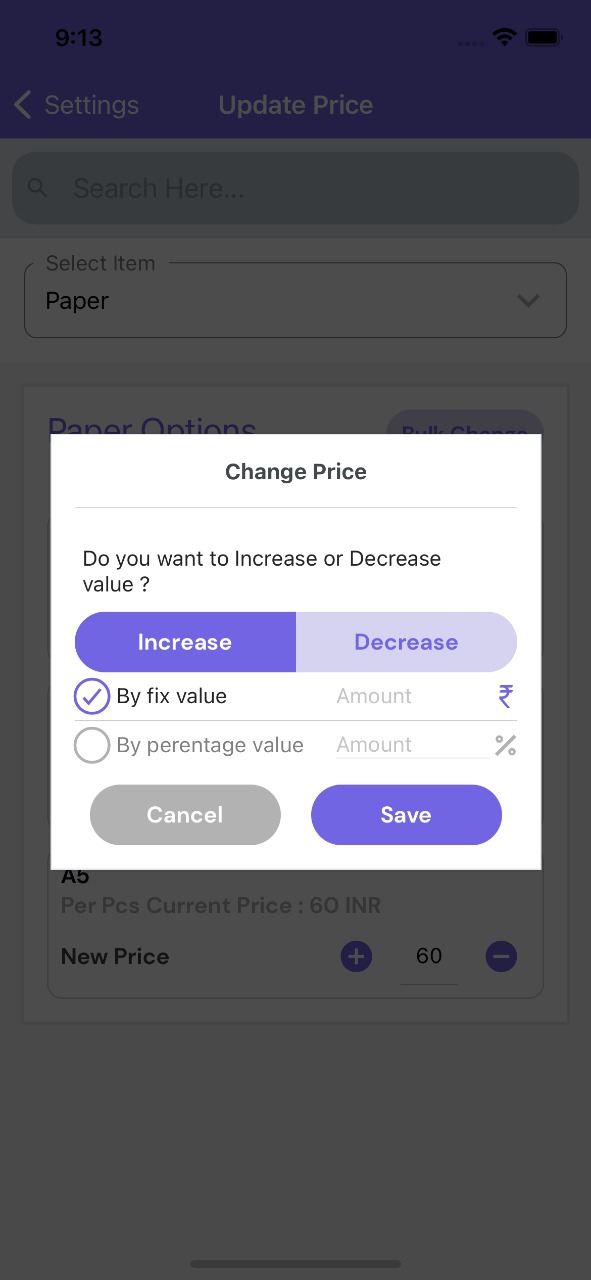 9:13
Settings
Update Price
Search Here...
Select Item
Paper
Paper Options
Bulk Change
Change Price
Do you want to Increase or Decrease
value ?
Increase
Decrease
By fix value
Amount
₹
By perentage value
Amount
%
Cancel
Save
A5
Per Pcs Current Price : 60 INR
New Price
+
60
−